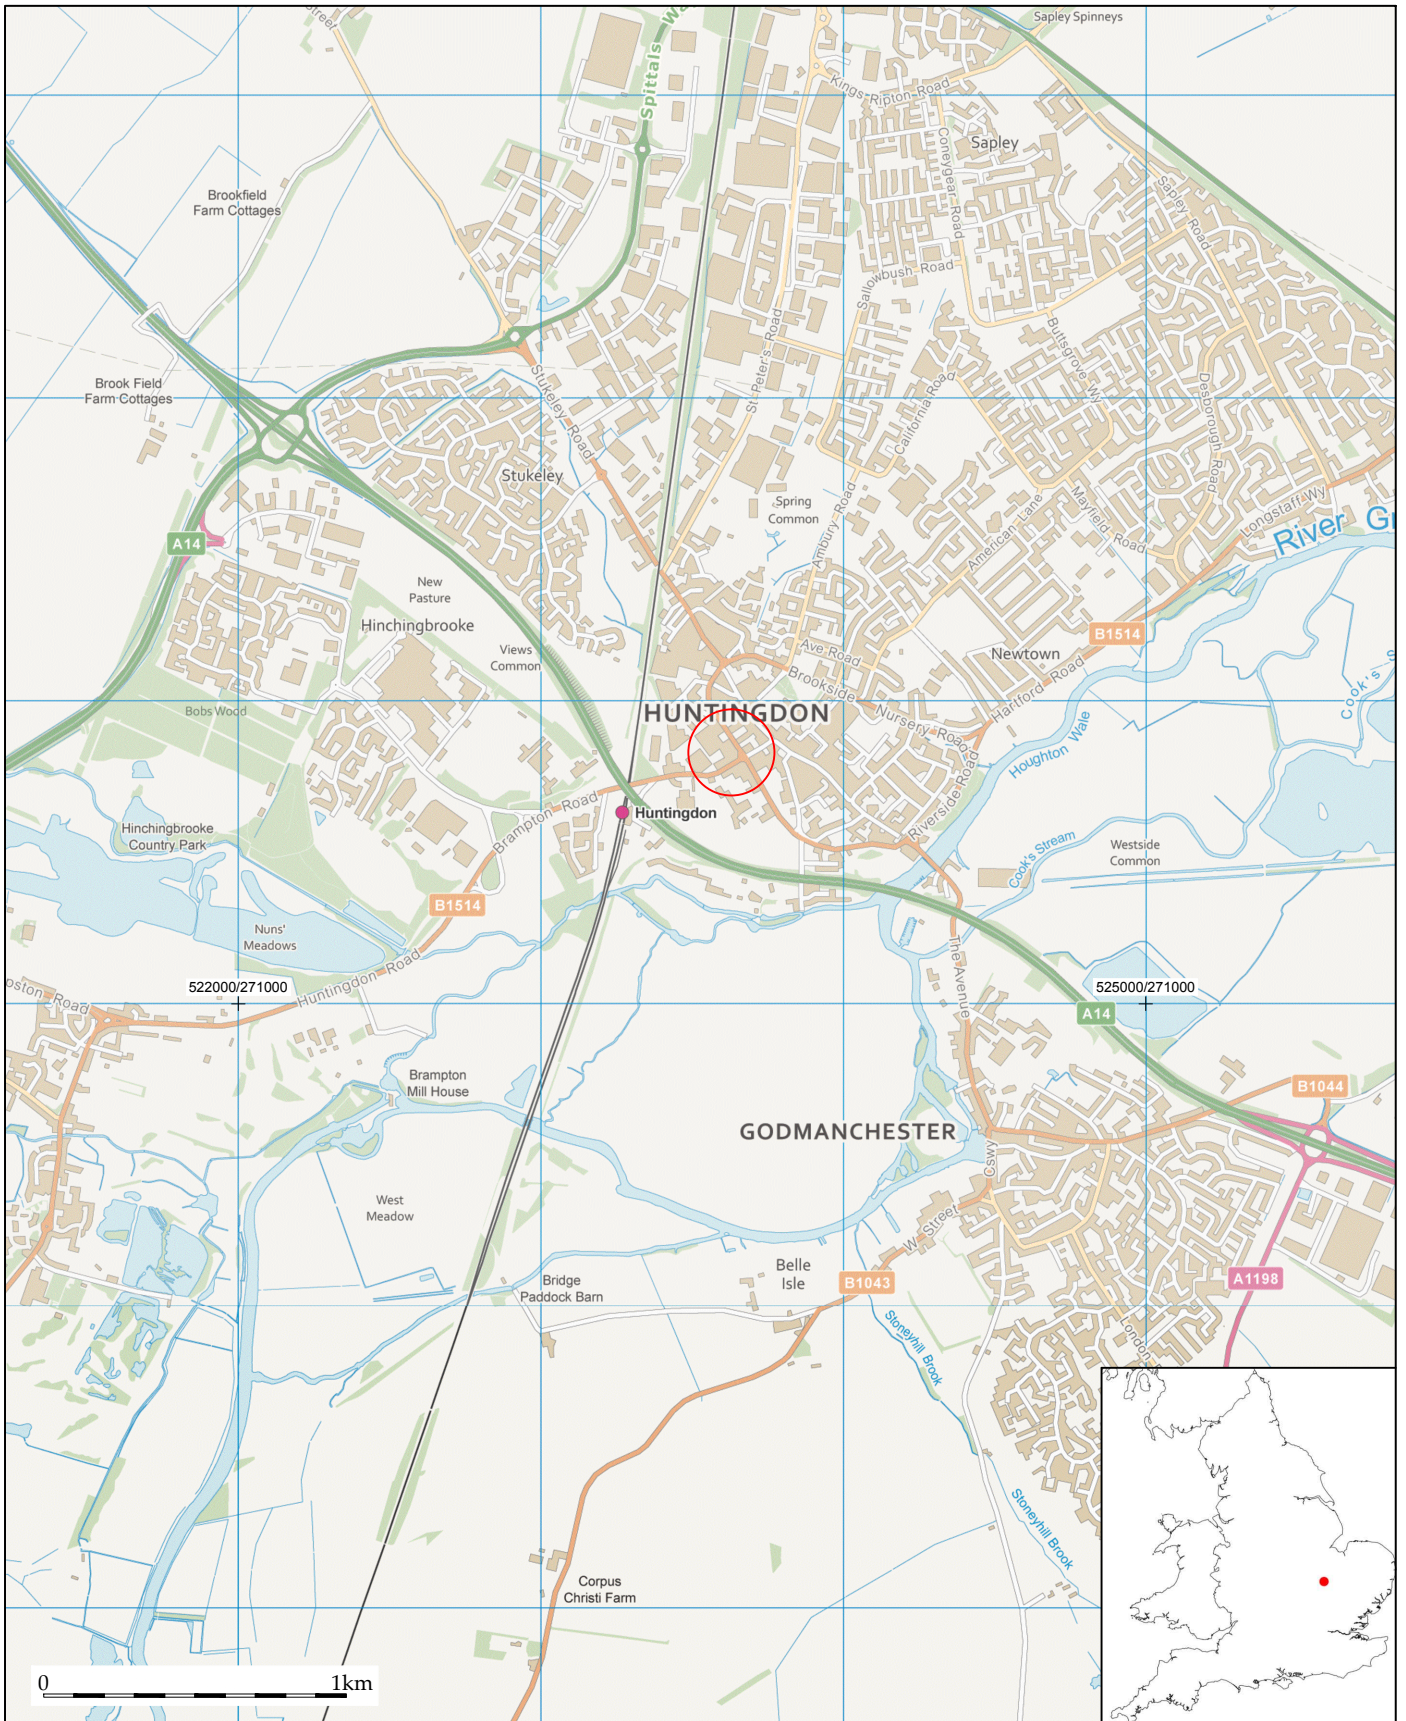 Sapley Spinneys
Spittals
Kings Ripton Road
Sapley
Coneygear Road
Sapley Road
Brookfield
Farm Cottages
Sallowbush Road
St. Peter's Road
Buttsgrove Wy
Brook Field
Farm Cottages
Stukeley Road
California Road
Desborough Road
Stukeley
Spring
Common
Ambury Road
American Lane
Mayfield Road
Longstaff Wy
River
A14
New
Pasture
Hinchingbrooke
Views
Common
B1514
Ave Road
Newtown
Brookside
Hartford Road
Bobs Wood
HUNTINGDON
Nursery Road
Cook's
Houghton Wale
Brampton Road
Huntingdon
Riverside Road
Hinchingbrooke
Country Park
Cook's Stream
Westside
Common
B1514
Nuns'
Meadows
The Avenue
Huntingdon Road
522000/271000
525000/271000
A14
Brampton
Mill House
B1044
GODMANCHESTER
Cswy
West
Meadow
W Street
Belle
Isle
Bridge
Paddock Barn
B1043
A1198
Stoneyhill Brook
London
Stoneyhill Brook
Corpus
Christi Farm
0 1km